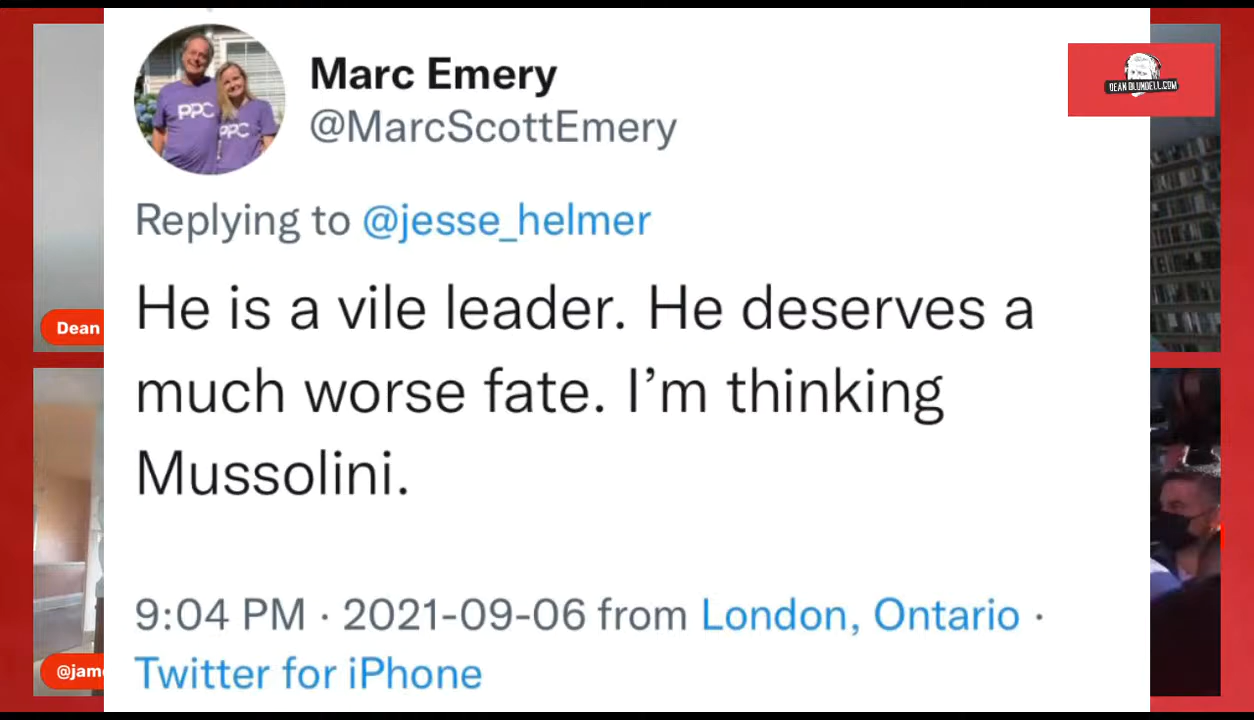 Marc Emery
@MarcScottEmery
PPC
PPC
DEAN BLUNDELL.COM
Replying to @jesse_helmer
He is a vile leader. He deserves a
much worse fate. I'm thinking
Mussolini.
Dean
9:04 PM · 2021-09-06 from London, Ontario ·
Twitter for iPhone
@jam